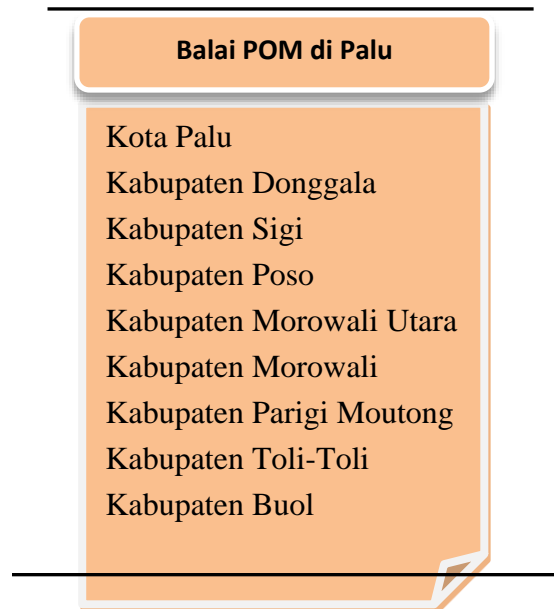 Balai POM di Palu
Kota Palu
Kabupaten Donggala
Kabupaten Sigi
Kabupaten Poso
Kabupaten Morowali Utara
Kabupaten Morowali
Kabupaten Parigi Moutong
Kabupaten Toli-Toli
Kabupaten Buol